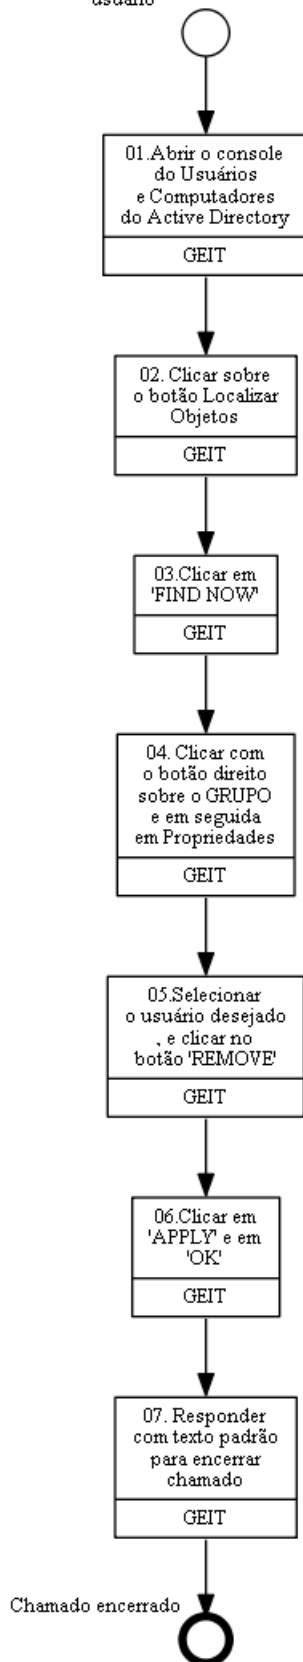 usuário
01.Abrir o console
do Usuários
e Computadores
do Active Directory
GEIT
02. Clicar sobre
o botão Localizar
Objetos
GEIT
03.Clicar em
'FIND NOW'
GEIT
04. Clicar com
o botão direito
sobre o GRUPO
e em seguida
em Propriedades
GEIT
05.Selecionar
o usuário desejado
, e clicar no
botão 'REMOVE'
GEIT
06.Clicar em
'APPLY' e em
'OK'
GEIT
07. Responder
com texto padrão
para encerrar
chamado
GEIT
Chamado encerrado